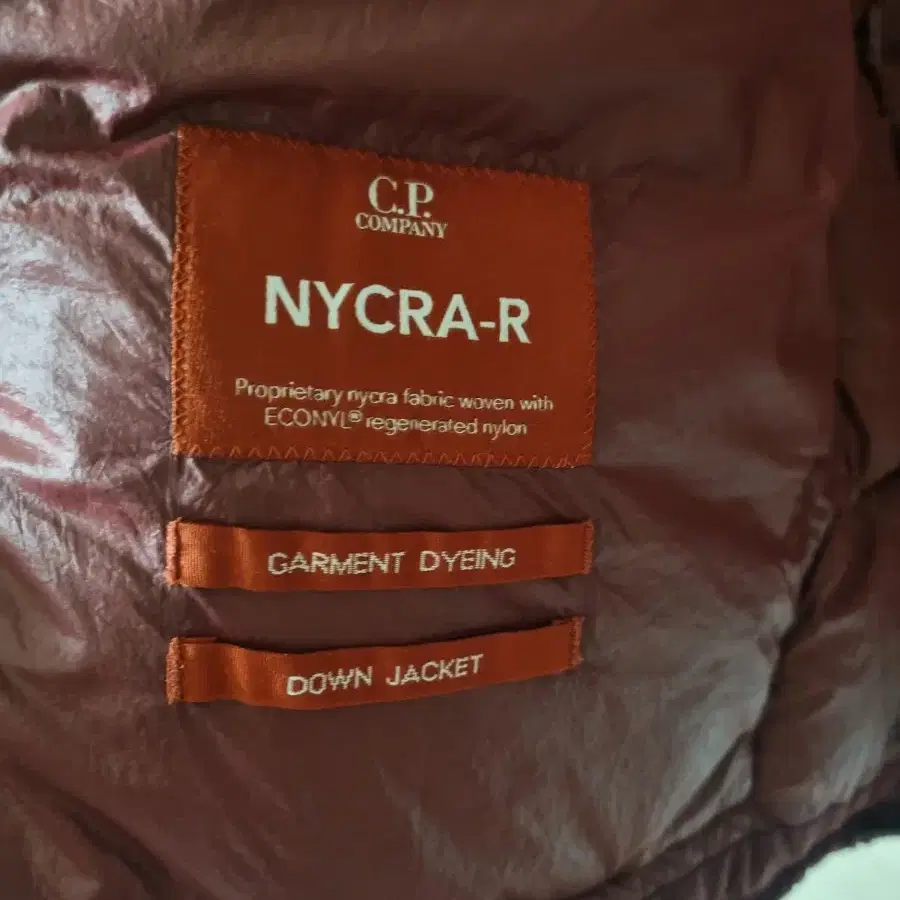 C.P.
COMPANY
NYCRA-R
Proprietary nycra fabric woven with
ECONYL® regenerated nylon
GARMENT DYEING
DOWN JACKET